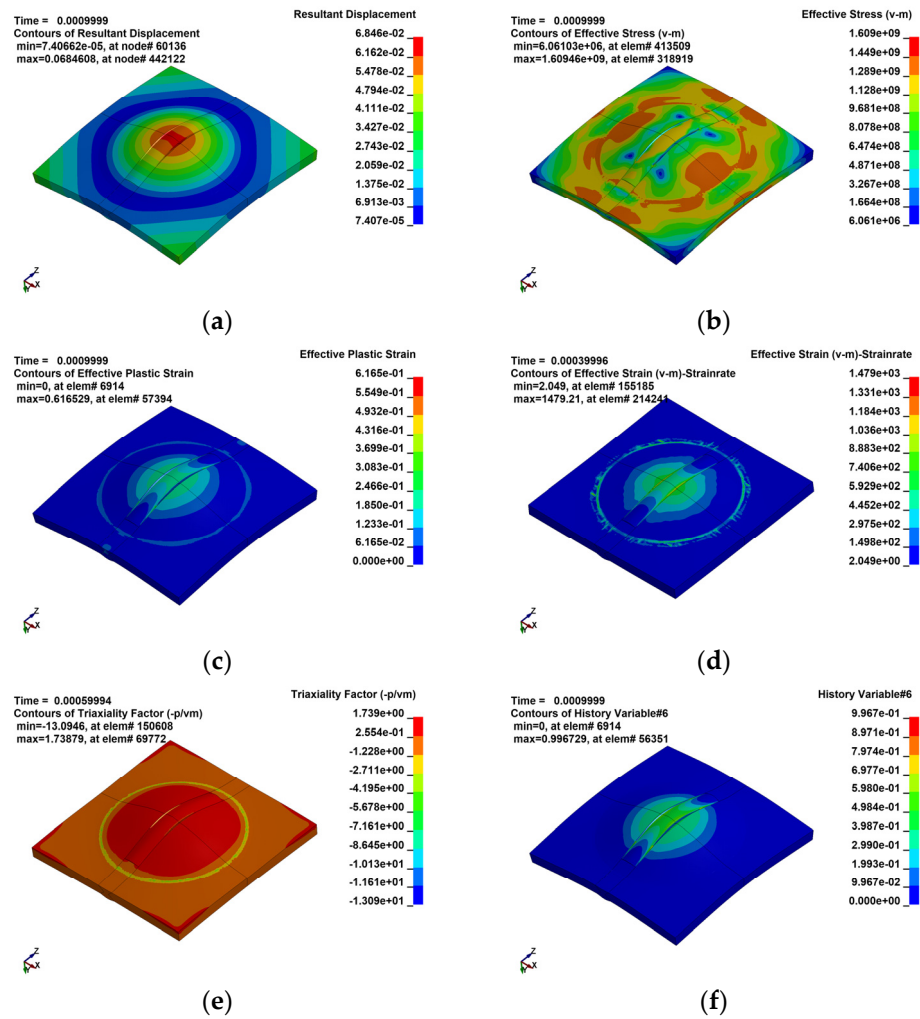 Time = 0.0009999
Contours of Resultant Displacement
min=7.40662e-05, at node# 60136
max=0.0684608, at node# 442122
Resultant Displacement
6.846e-02
6.162e-02
5.478e-02
4.794e-02
4.111e-02
3.427e-02
2.743e-02
2.059e-02
1.375e-02
6.913e-03
7.407e-05
Z
X
Y
(a)
Time = 0.0009999
Contours of Effective Stress (v-m)
min=6.06103e+06, at elem# 413509
max=1.60946e+09, at elem# 318919
Effective Stress (v-m)
1.609e+09
1.449e+09
1.289e+09
1.128e+09
9.681e+08
8.078e+08
6.474e+08
4.871e+08
3.267e+08
1.664e+08
6.061e+06
Z
X
Y
(b)
Time = 0.0009999
Contours of Effective Plastic Strain
min=0, at elem# 6914
max=0.616529, at elem# 57394
Effective Plastic Strain
6.165e-01
5.549e-01
4.932e-01
4.316e-01
3.699e-01
3.083e-01
2.466e-01
1.850e-01
1.233e-01
6.165e-02
0.000e+00
Z
X
Y
(c)
Time = 0.00039996
Contours of Effective Strain (v-m)-Strainrate
min=2.049, at elem# 155185
max=1479.21, at elem# 214241
Effective Strain (v-m)-Strainrate
1.479e+03
1.331e+03
1.184e+03
1.036e+03
8.883e+02
7.406e+02
5.929e+02
4.452e+02
2.975e+02
1.498e+02
2.049e+00
Z
X
Y
(d)
Time = 0.00059994
Contours of Triaxiality Factor (-p/vm)
min=-13.0946, at elem# 150608
max=1.73879, at elem# 69772
Triaxiality Factor (-p/vm)
1.739e+00
2.554e-01
-1.228e+00
-2.711e+00
-4.195e+00
-5.678e+00
-7.161e+00
-8.645e+00
-1.013e+01
-1.161e+01
-1.309e+01
Z
X
Y
(e)
Time = 0.0009999
Contours of History Variable#6
min=0, at elem# 6914
max=0.996729, at elem# 56351
History Variable#6
9.967e-01
8.971e-01
7.974e-01
6.977e-01
5.980e-01
4.984e-01
3.987e-01
2.990e-01
1.993e-01
9.967e-02
0.000e+00
Z
X
Y
(f)